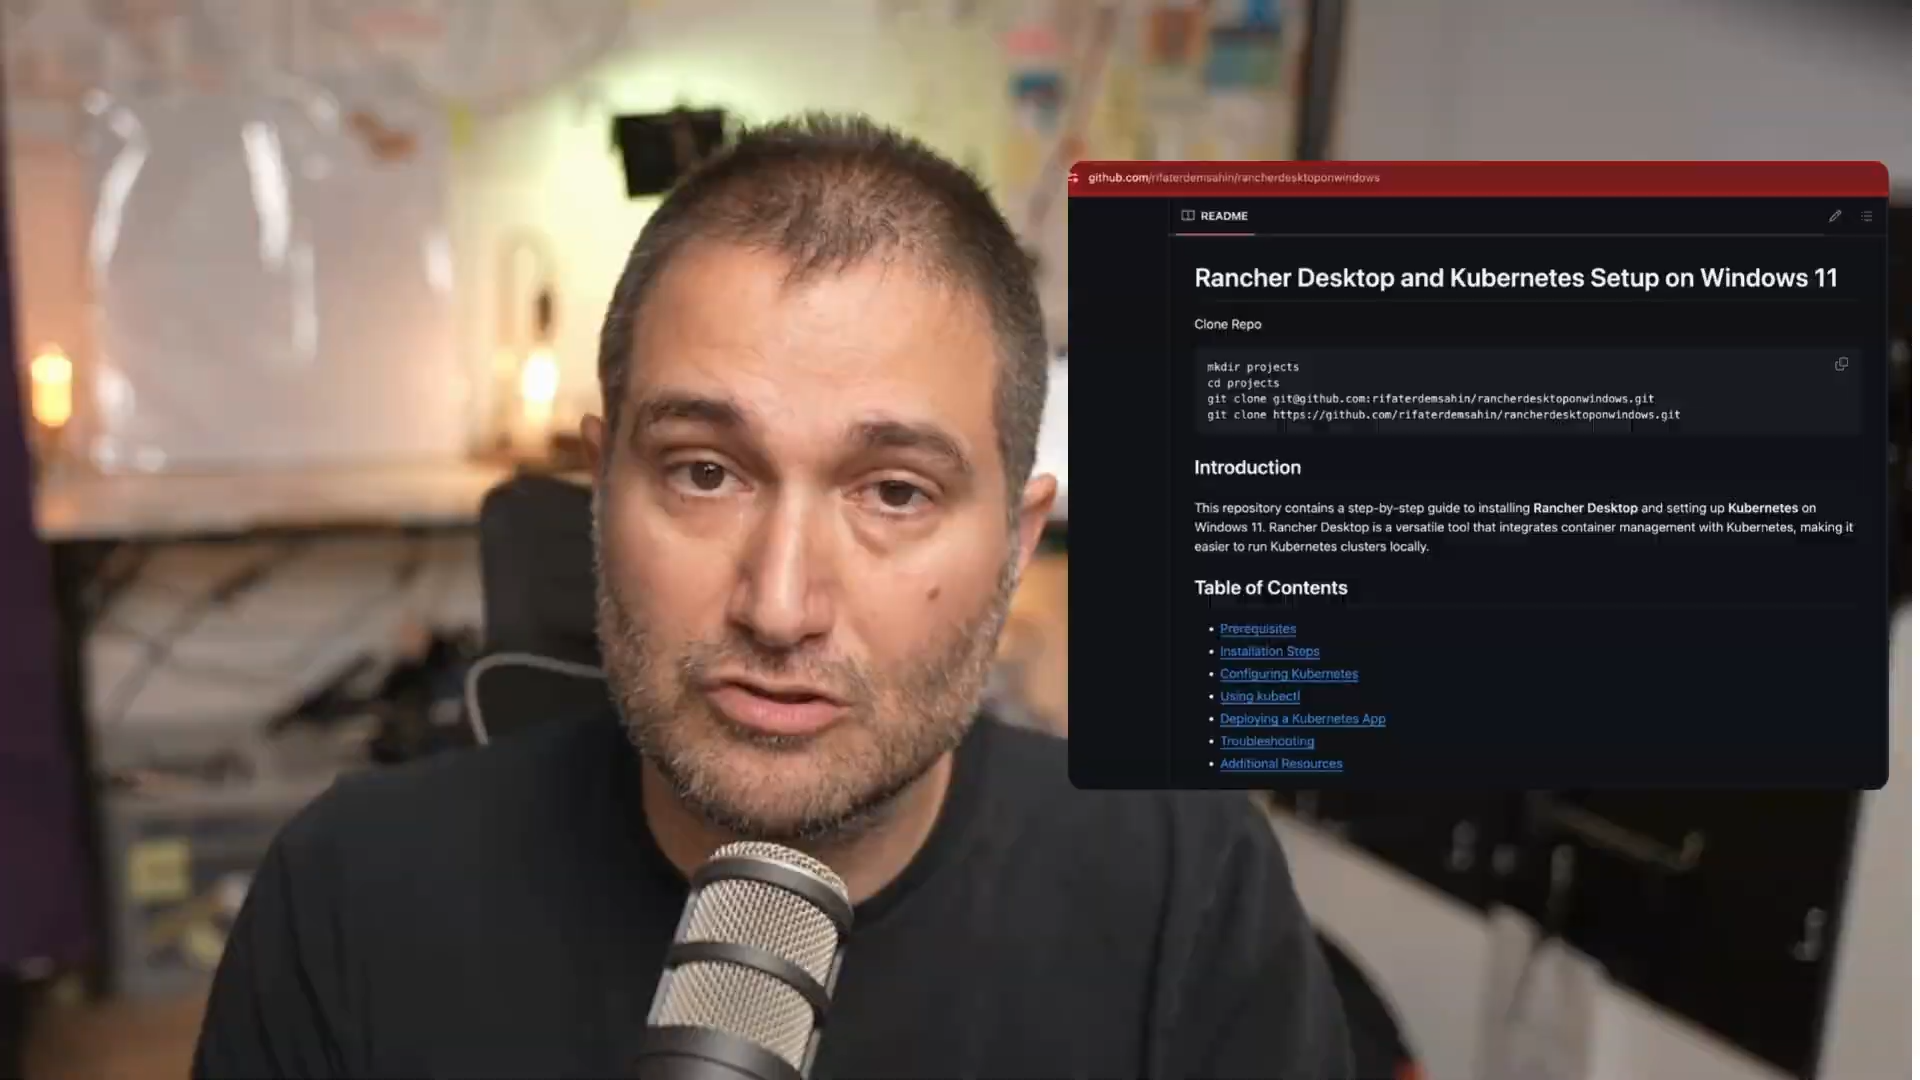 github.com/rifaterdemsahin/rancherdesktoponwindows
README
Rancher Desktop and Kubernetes Setup on Windows 11
Clone Repo
mkdir projects
cd projects
git clone git@github.com:rifaterdemsahin/rancherdesktoponwindows.git
git clone https://github.com/rifaterdemsahin/rancherdesktoponwindows.git
Introduction
This repository contains a step-by-step guide to installing Rancher Desktop and setting up Kubernetes on
Windows 11. Rancher Desktop is a versatile tool that integrates container management with Kubernetes, making it
easier to run Kubernetes clusters locally.
Table of Contents
• Prerequisites
• Installation Steps
• Configuring Kubernetes
• Using kubectl
• Deploying a Kubernetes App
• Troubleshooting
• Additional Resources